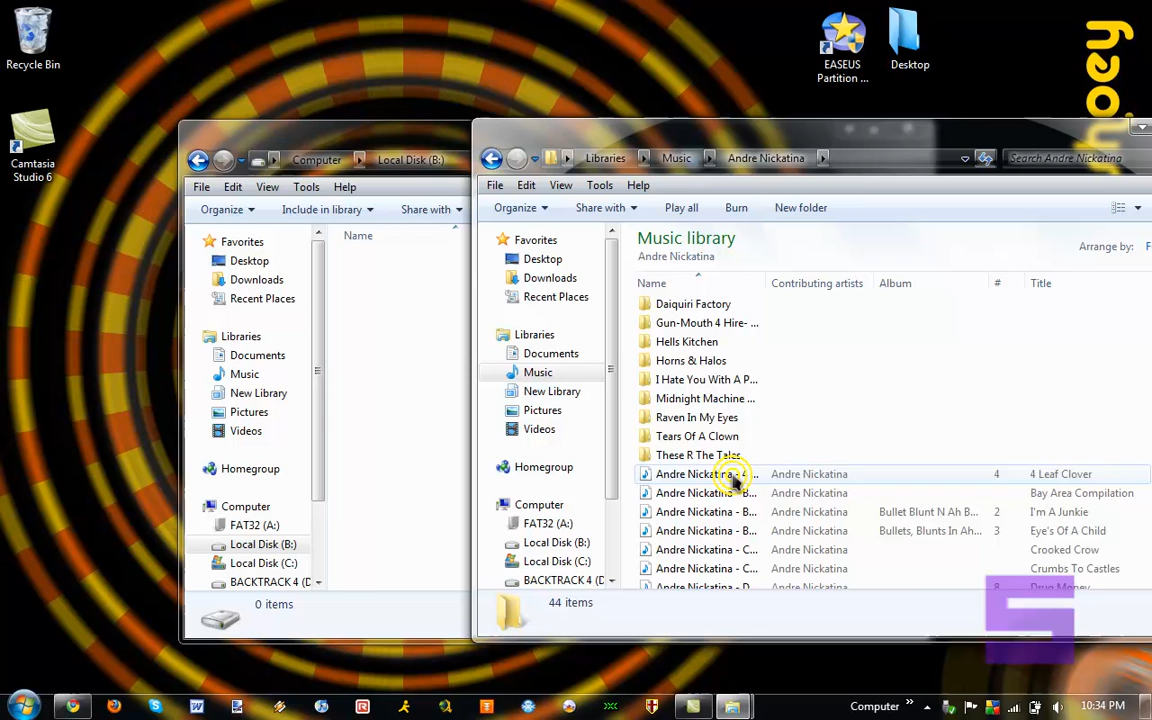 Recycle Bin
Camtasia
Studio 6
EASEUS
Partition ...
Desktop
yeoh
Computer
Local Disk (B:)
File Edit View Tools Help
Organize Include in library Share with
Favorites
Desktop
Downloads
Recent Places
Libraries
Documents
Music
New Library
Pictures
Videos
Homegroup
Computer
FAT32 (A:)
Local Disk (B:)
Local Disk (C:)
BACKTRACK 4 (D
Name
0 items
Libraries Music Andre Nickatina
Search Andre Nickatina
File Edit View Tools Help
Organize Share with Play all Burn New folder
Favorites
Desktop
Downloads
Recent Places
Libraries
Documents
Music
New Library
Pictures
Videos
Homegroup
Computer
FAT32 (A:)
Local Disk (B:)
Local Disk (C:)
BACKTRACK 4 (D
Music library
Andre Nickatina
Arrange by: F
Name Contributing artists Album # Title
Daiquiri Factory
Gun-Mouth 4 Hire- ...
Hells Kitchen
Horns & Halos
I Hate You With A P...
Midnight Machine ...
Raven In My Eyes
Tears Of A Clown
These R The Tales
Andre Nickatina - 4 ... Andre Nickatina 4 4 Leaf Clover
Andre Nickatina - B... Andre Nickatina Bay Area Compilation
Andre Nickatina - B... Andre Nickatina Bullet Blunt N Ah B... 2 I'm A Junkie
Andre Nickatina - B... Andre Nickatina Bullets, Blunts In Ah... 3 Eye's Of A Child
Andre Nickatina - C... Andre Nickatina Crooked Crow
Andre Nickatina - C... Andre Nickatina Crumbs To Castles
Andre Nickatina - D... Andre Nickatina 8 Drug Money
44 items
5
Computer
10:34 PM